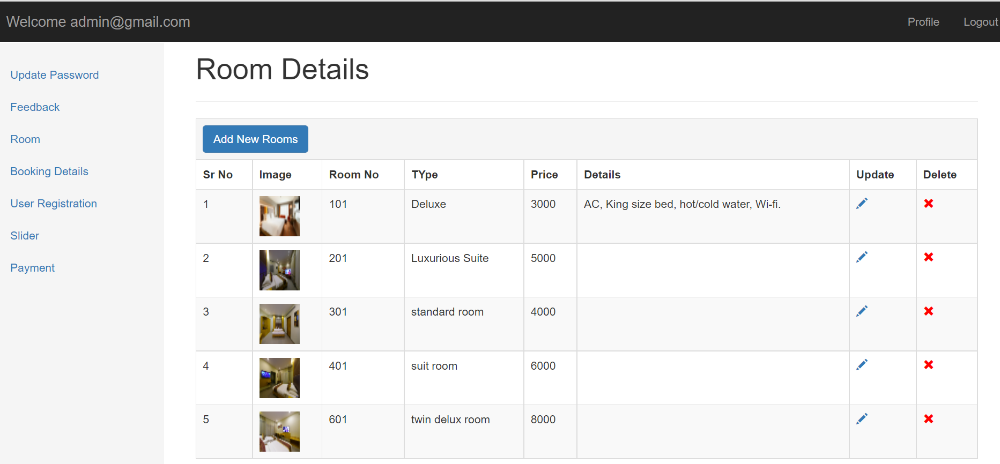 Welcome admin@gmail.com Profile Logout
Update Password
Feedback
Room
Booking Details
User Registration
Slider
Payment
Room Details
Add New Rooms
Sr No Image Room No TYpe Price Details Update Delete
1 101 Deluxe 3000 AC, King size bed, hot/cold water, Wi-fi.
2 201 Luxurious Suite 5000
3 301 standard room 4000
4 401 suit room 6000
5 601 twin delux room 8000